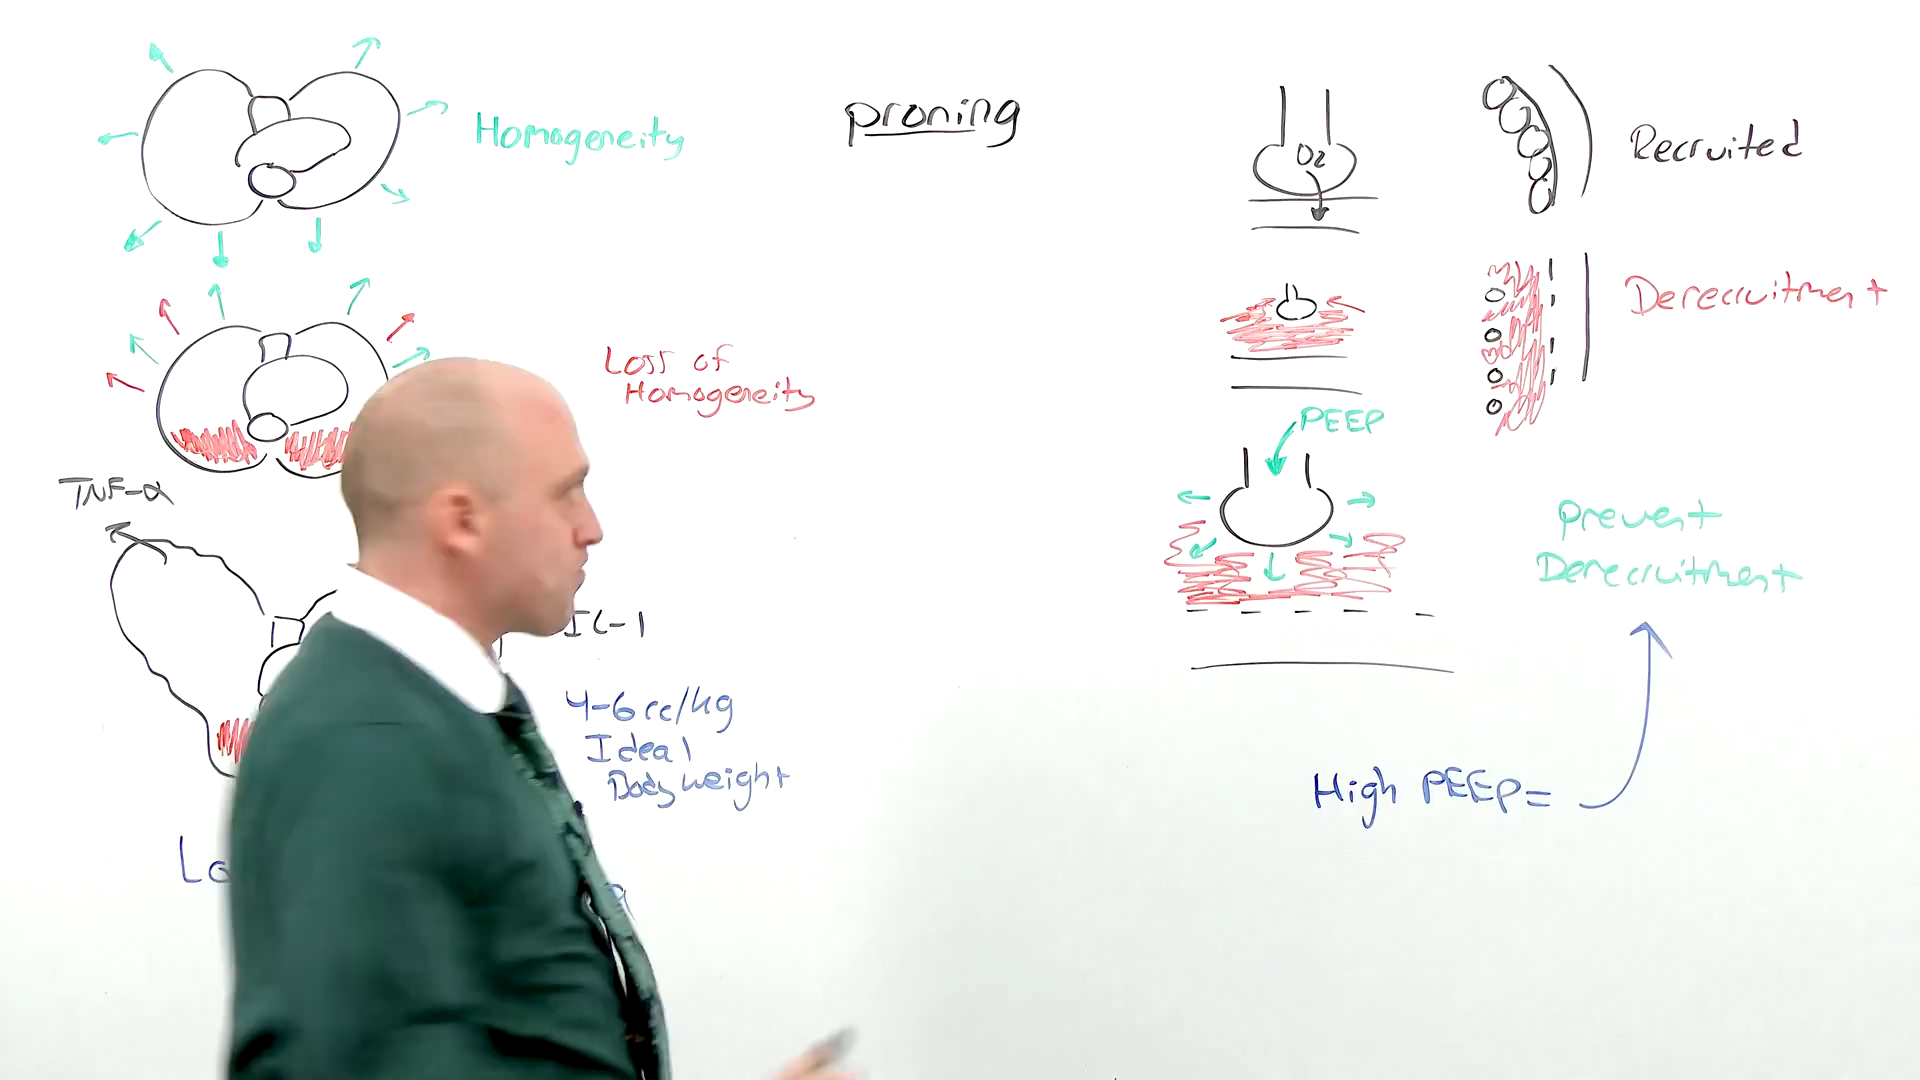 Homogeneity
proning
O2
Recruited
Derecruitment
Loss of
Homogeneity
PEEP
TNF-α
prevent
Derecruitment
IL-1
4-6cc/kg
Ideal
Body weight
High PEEP=